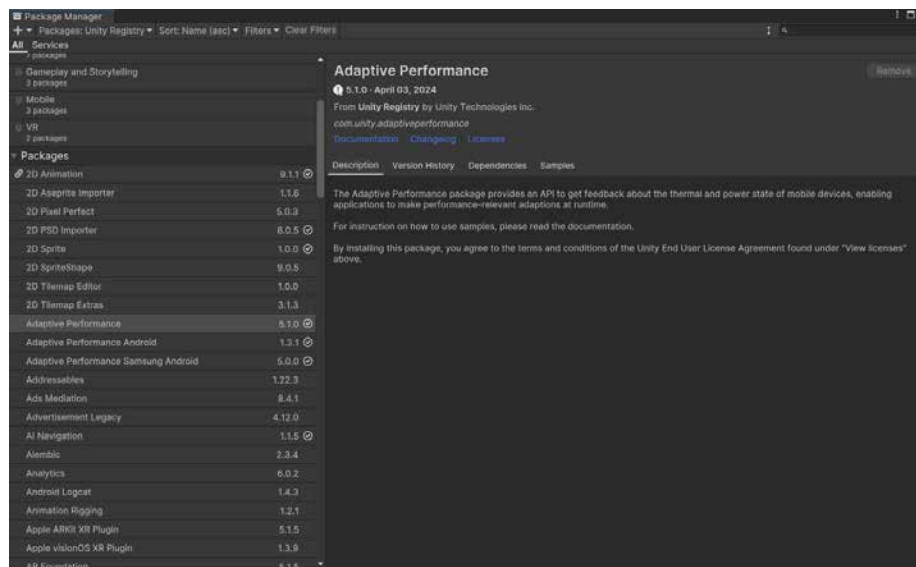 Package Manager
+ Packages: Unity Registry Sort: Name (asc) Filters Clear Filters
All Services
7 packages
Gameplay and Storytelling
3 packages
Mobile
3 packages
VR
2 packages
Packages
2D Animation 9.1.1
2D Aseprite Importer 1.1.6
2D Pixel Perfect 5.0.3
2D PSD Importer 8.0.5
2D Sprite 1.0.0
2D SpriteShape 9.0.5
2D Tilemap Editor 1.0.0
2D Tilemap Extras 3.1.3
Adaptive Performance 5.1.0
Adaptive Performance Android 1.3.1
Adaptive Performance Samsung Android 5.0.0
Addressables 1.22.3
Ads Mediation 8.4.1
Advertisement Legacy 4.12.0
AI Navigation 1.1.5
Alembic 2.3.4
Analytics 6.0.2
Android Logcat 1.4.3
Animation Rigging 1.2.1
Apple ARKit XR Plugin 5.1.5
Apple visionOS XR Plugin 1.3.9
AR Foundation 5.1.5
Adaptive Performance
Remove
5.1.0 · April 03, 2024
From Unity Registry by Unity Technologies Inc.
com.unity.adaptiveperformance
Documentation Changelog Licenses
Description Version History Dependencies Samples
The Adaptive Performance package provides an API to get feedback about the thermal and power state of mobile devices, enabling
applications to make performance-relevant adaptions at runtime.
For instruction on how to use samples, please read the documentation.
By installing this package, you agree to the terms and conditions of the Unity End User License Agreement found under "View licenses"
above.